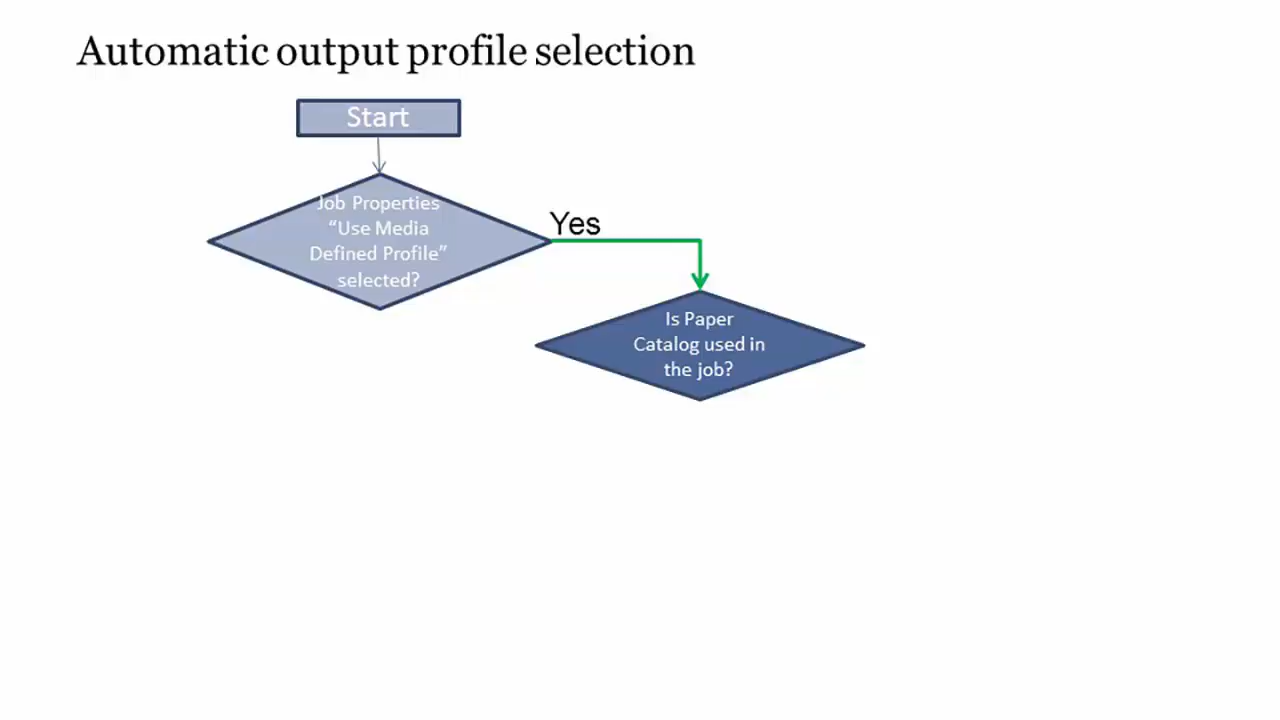 Automatic output profile selection
Start
Job Properties
“Use Media
Defined Profile”
selected?
Yes
Is Paper
Catalog used in
the job?